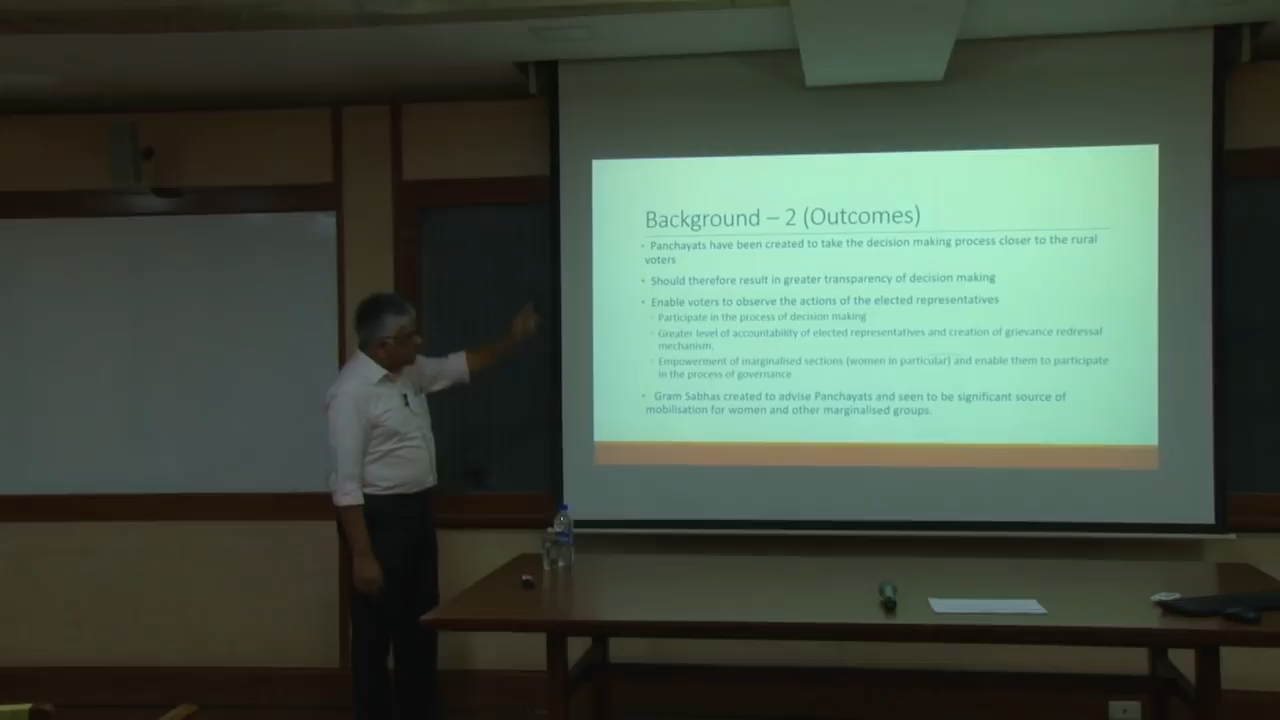 Background – 2 (Outcomes)
Panchayats have been created to take the decision making process closer to the rural
voters
Should therefore result in greater transparency of decision making
Enable voters to observe the actions of the elected representatives
Participate in the process of decision making
Greater level of accountability of elected representatives and creation of grievance redressal
mechanism.
Empowerment of marginalised sections (women in particular) and enable them to participate
in the process of governance
Gram Sabhas created to advise Panchayats and seen to be significant source of
mobilisation for women and other marginalised groups.